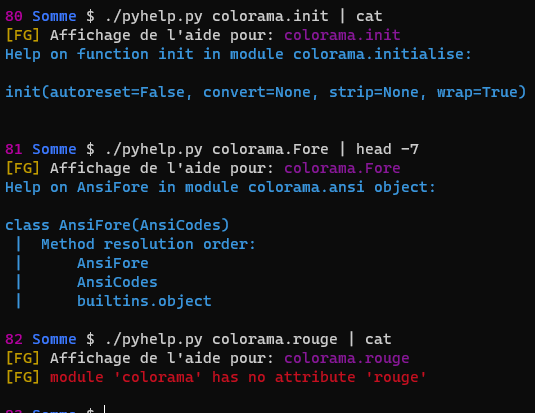 80 Somme $ ./pyhelp.py colorama.init | cat
[FG] Affichage de l'aide pour: colorama.init
Help on function init in module colorama.initialise:
init(autoreset=False, convert=None, strip=None, wrap=True)
81 Somme $ ./pyhelp.py colorama.Fore | head -7
[FG] Affichage de l'aide pour: colorama.Fore
Help on AnsiFore in module colorama.ansi object:
class AnsiFore(AnsiCodes)
 |  Method resolution order:
 |      AnsiFore
 |      AnsiCodes
 |      builtins.object
82 Somme $ ./pyhelp.py colorama.rouge | cat
[FG] Affichage de l'aide pour: colorama.rouge
[FG] module 'colorama' has no attribute 'rouge'
83 Somme $